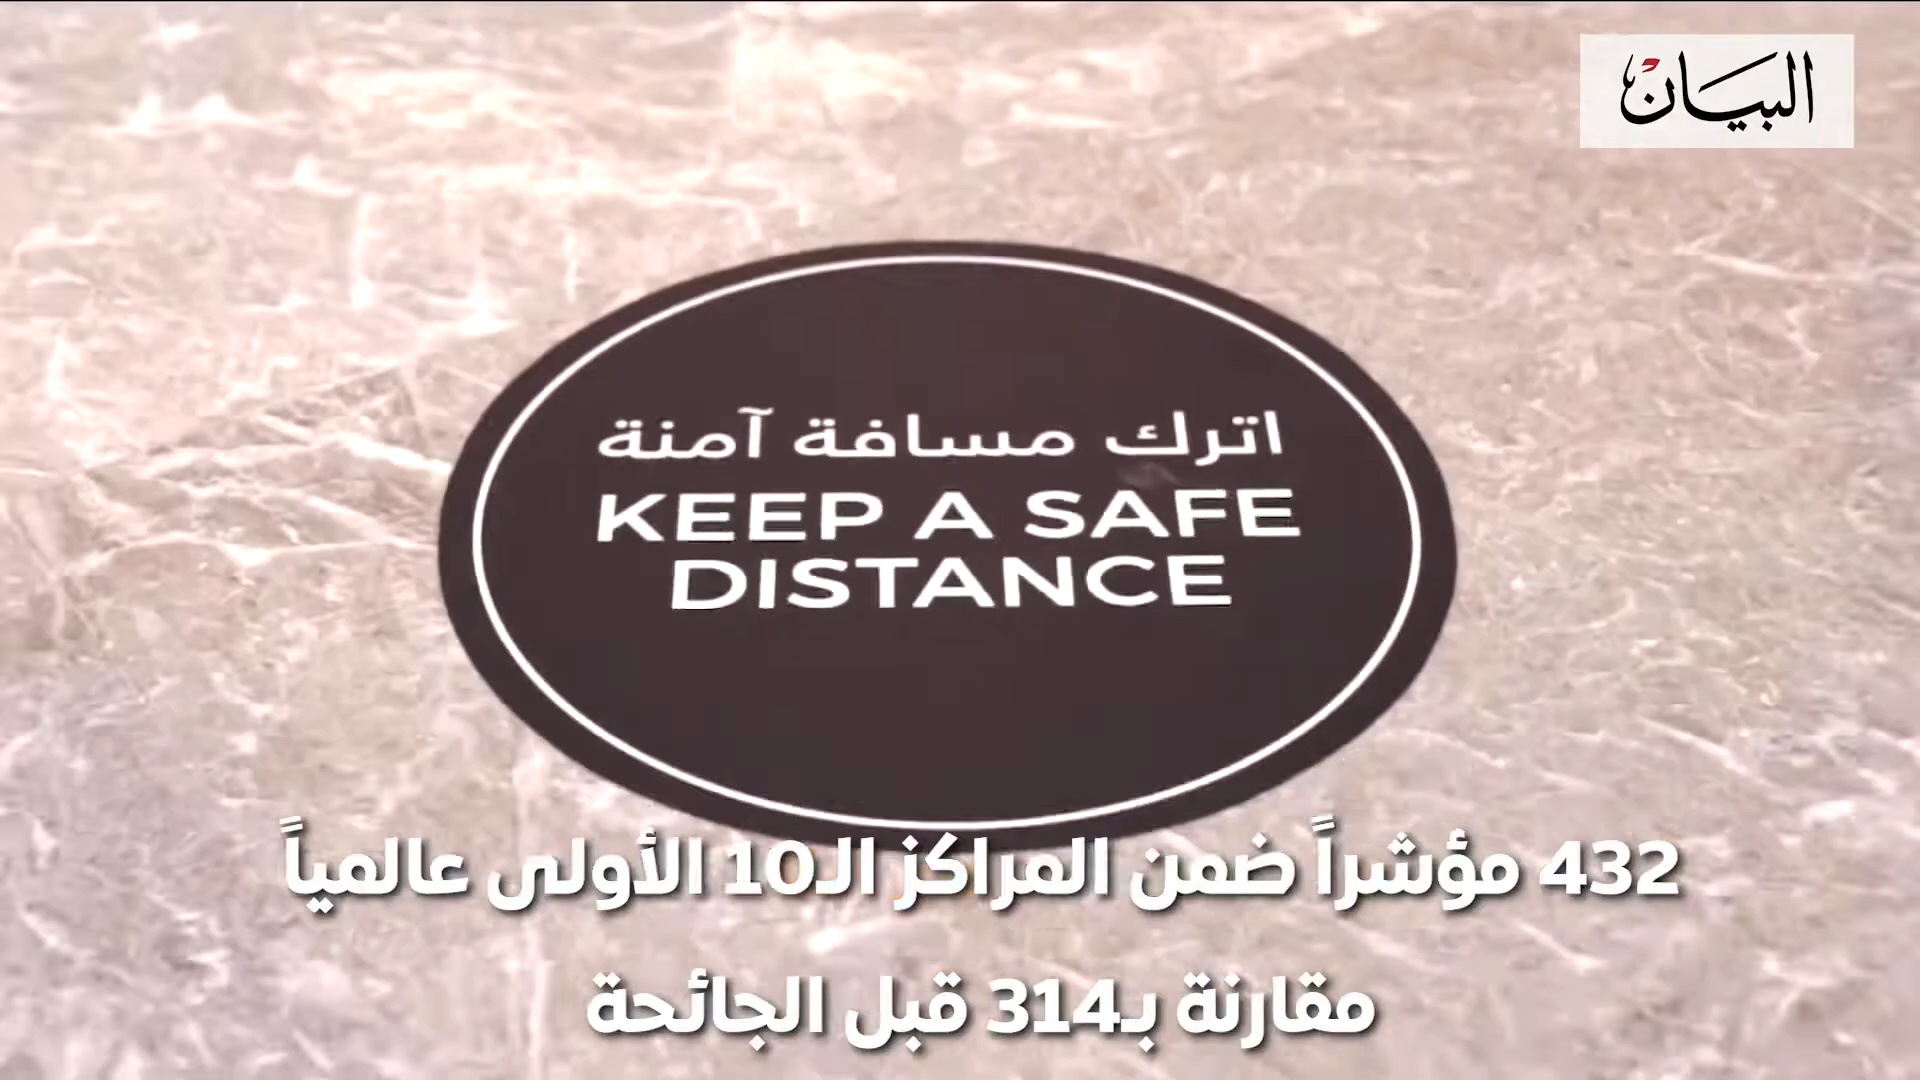 البيان
اترك مسافة آمنة
KEEP A SAFE
DISTANCE
432 مؤشراً ضمن المراكز الـ10 الأولى عالمياً
مقارنة بـ314 قبل الجائحة